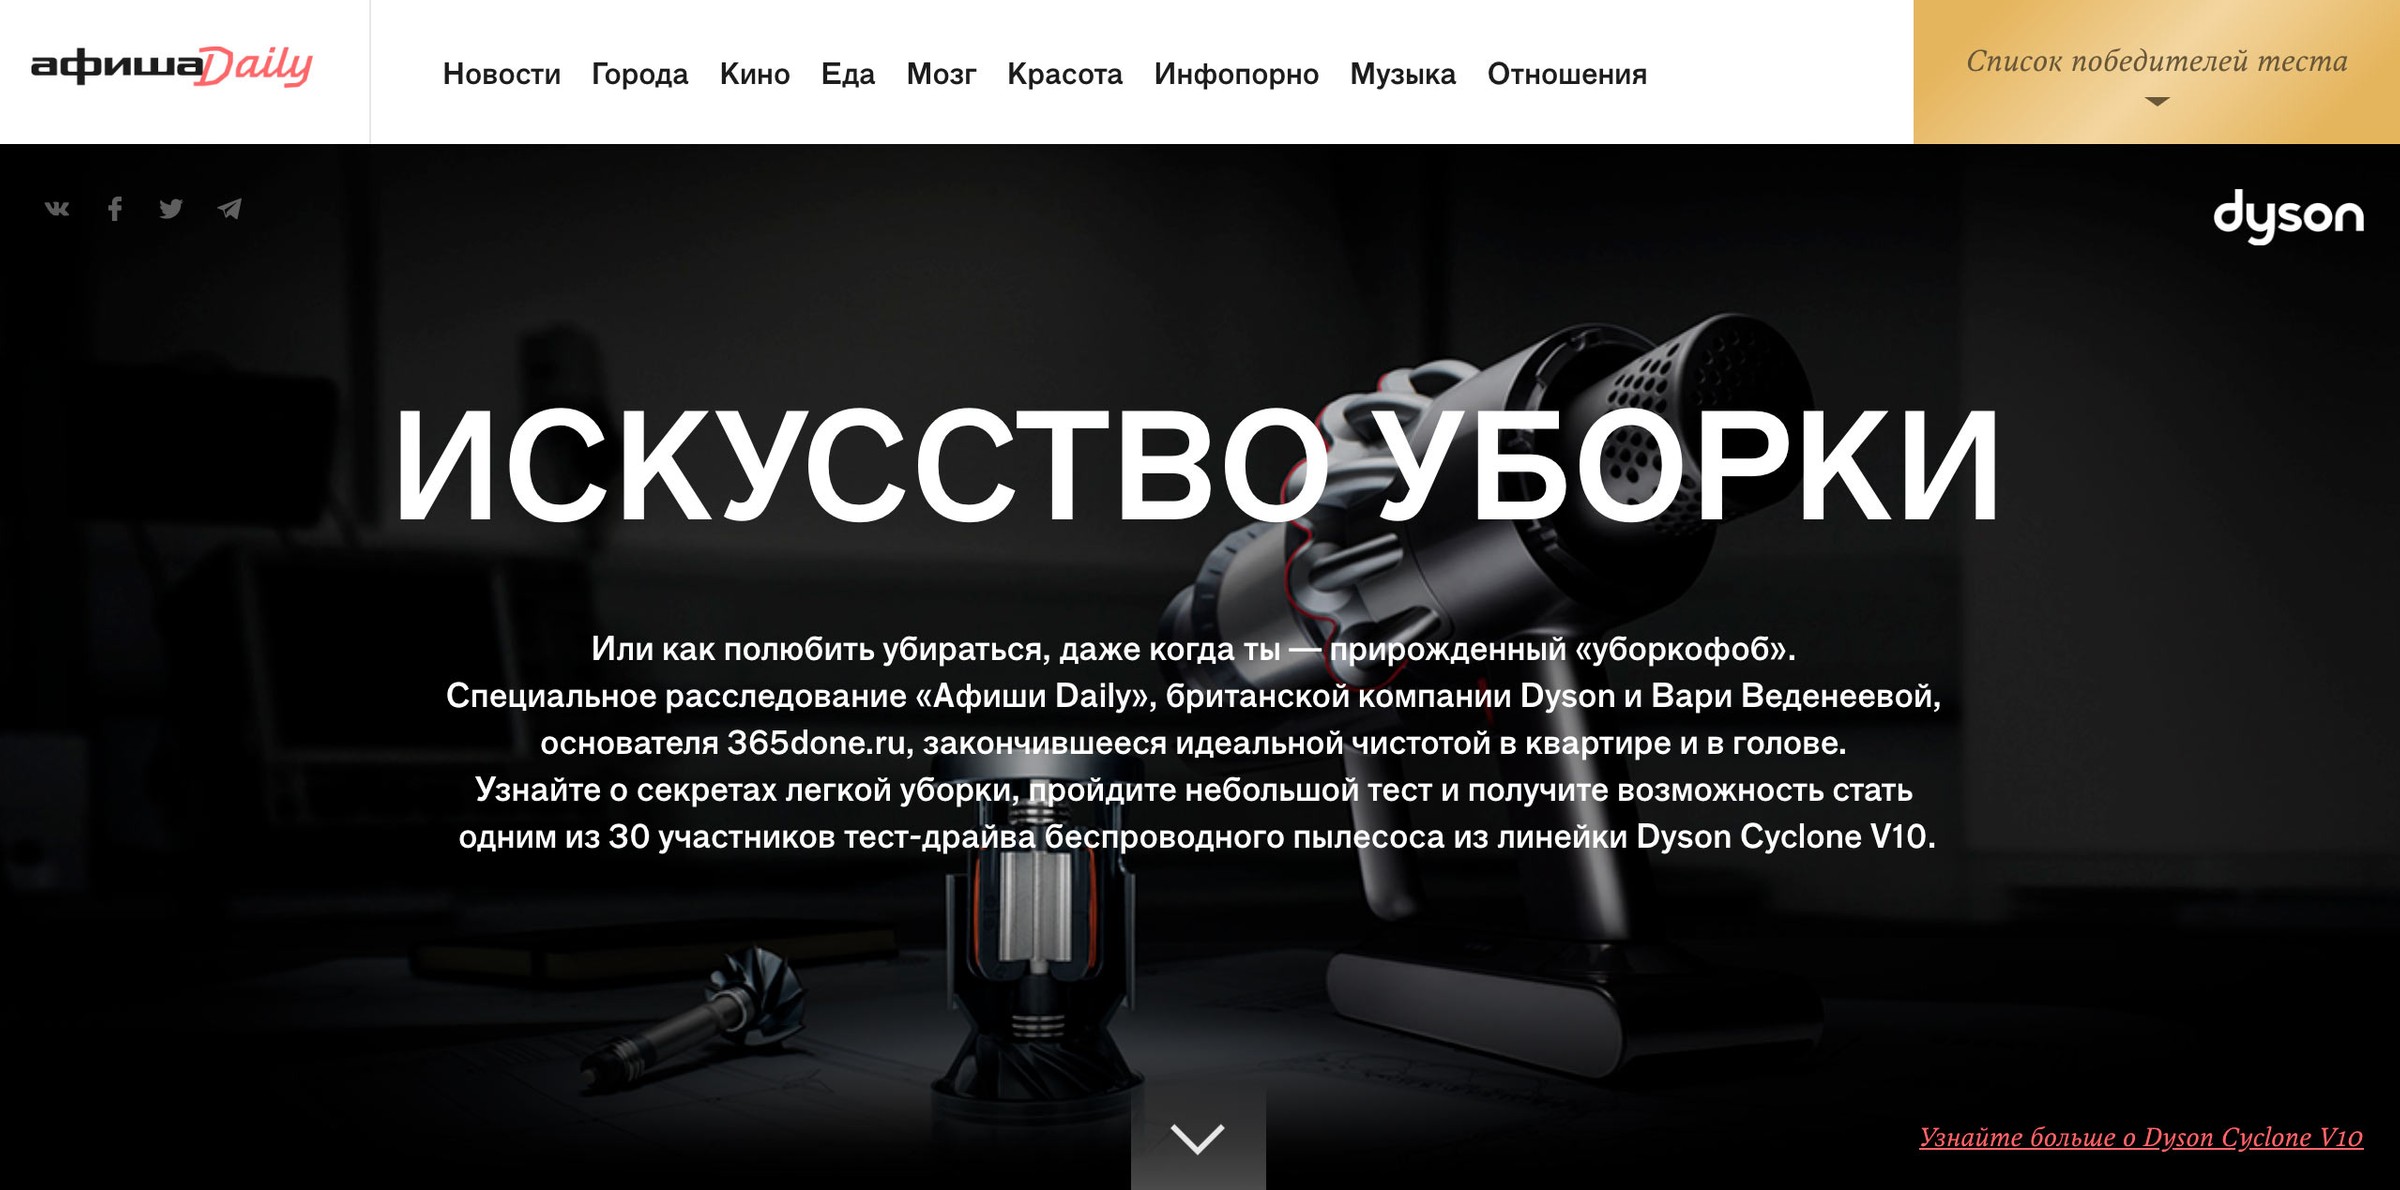 афишаDaily
Новости Города Кино Еда Мозг Красота Инфопорно Музыка Отношения
Список победителей теста
dyson
ИСКУССТВО УБОРКИ
Или как полюбить убираться, даже когда ты — прирожденный «уборкофоб».
Специальное расследование «Афиши Daily», британской компании Dyson и Вари Веденеевой,
основателя 365done.ru, закончившееся идеальной чистотой в квартире и в голове.
Узнайте о секретах легкой уборки, пройдите небольшой тест и получите возможность стать
одним из 30 участников тест-драйва беспроводного пылесоса из линейки Dyson Cyclone V10.
Узнайте больше о Dyson Cyclone V10